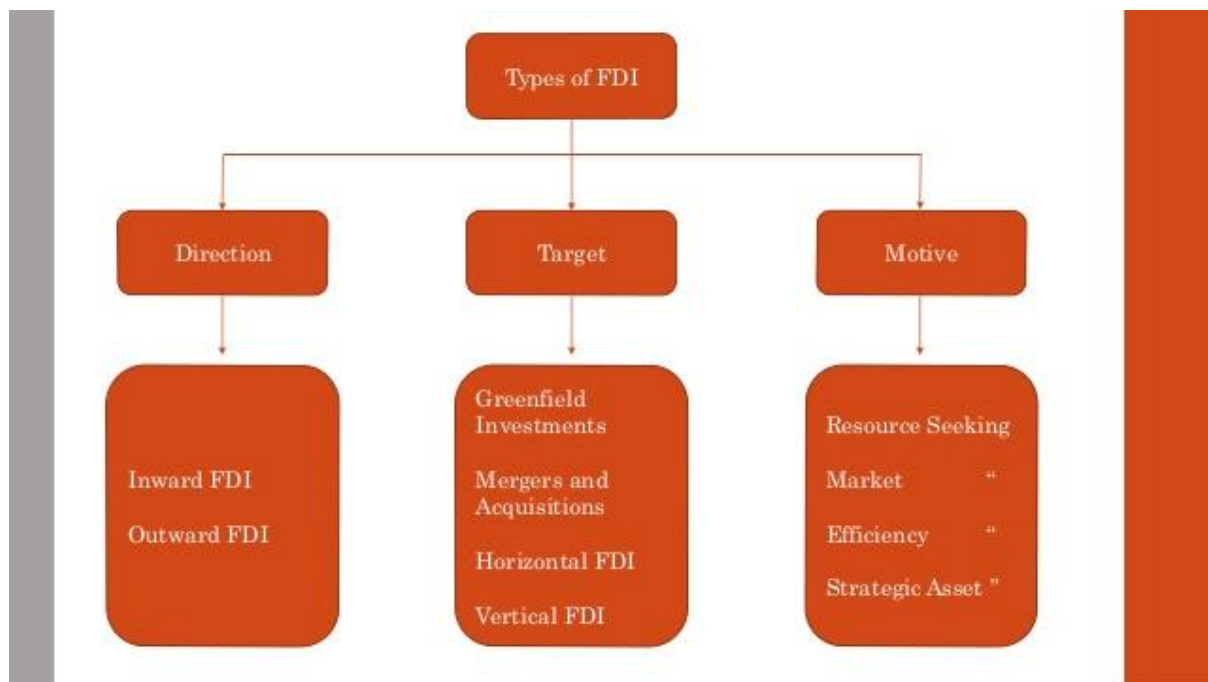 Types of FDI
Direction
Target
Motive
Inward FDI
Outward FDI
Greenfield
Investments
Mergers and
Acquisitions
Horizontal FDI
Vertical FDI
Resource Seeking
Market “
Efficiency “
Strategic Asset ”